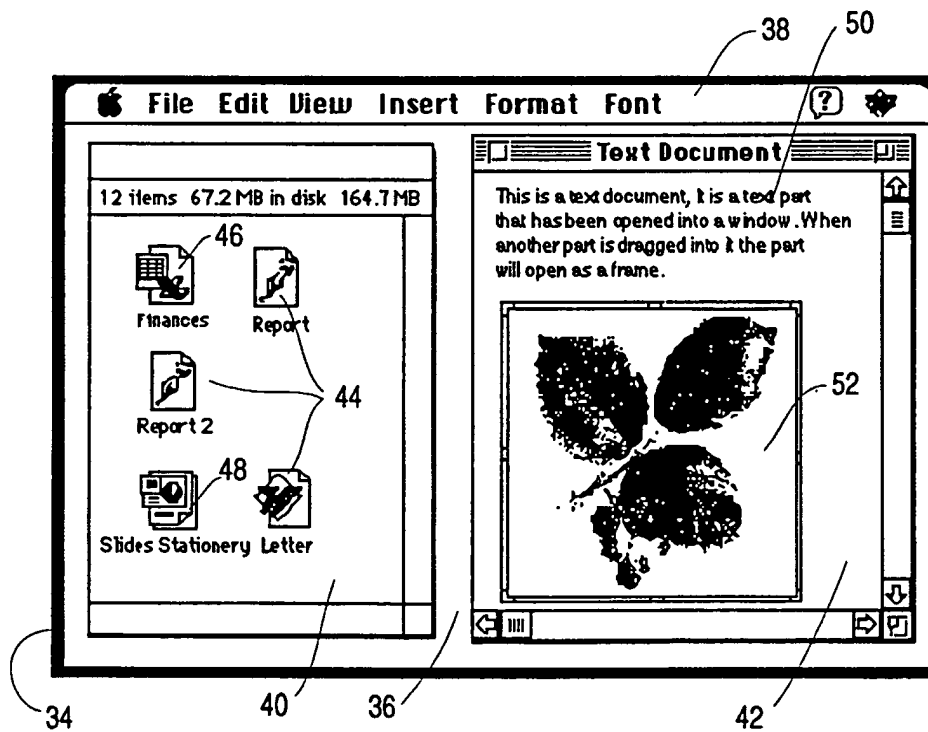 38
50
File Edit View Insert Format Font ?
Text Document
12 items 67.2 MB in disk 164.7 MB
This is a text document, it is a text part
that has been opened into a window. When
another part is dragged into it the part
will open as a frame.
46
Finances
Report
44
52
Report 2
48
Slides Stationery Letter
34
40
36
42